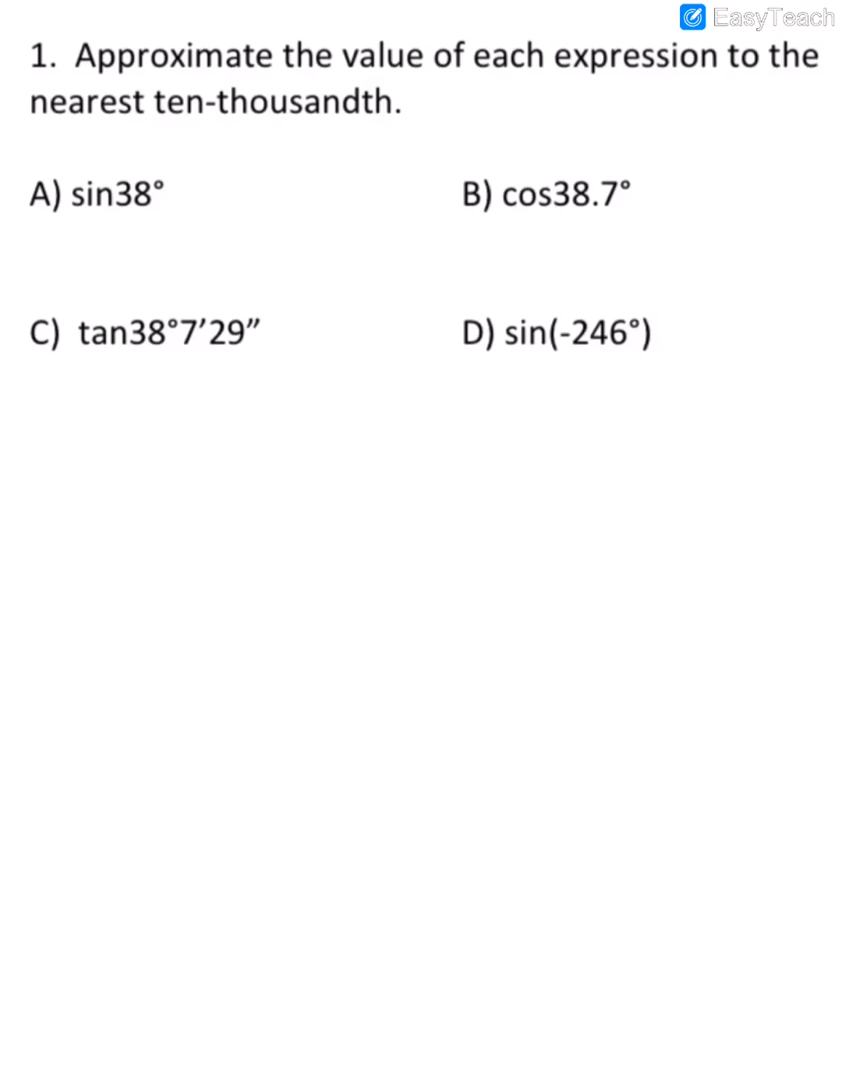 EasyTeach
1. Approximate the value of each expression to the
nearest ten-thousandth.
A) sin38°
B) cos38.7°
C) tan38°7′29″
D) sin(-246°)